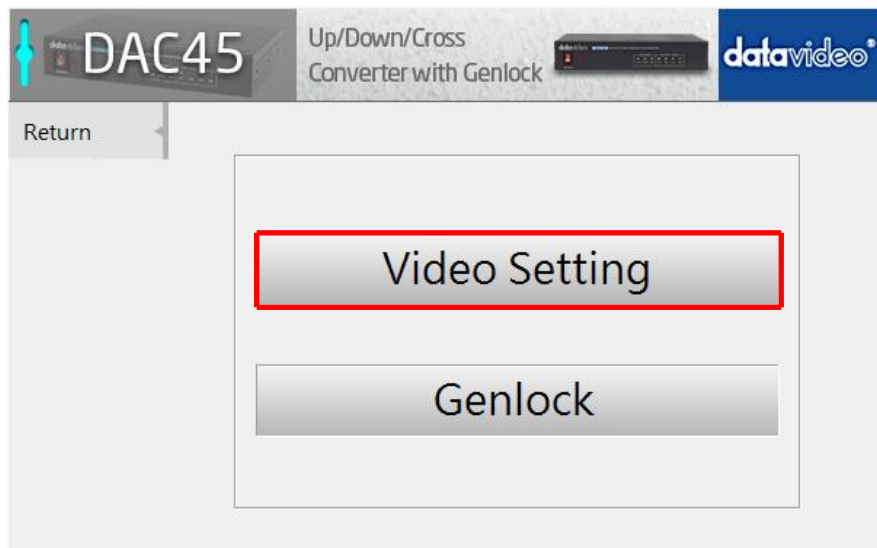 DAC45
Up/Down/Cross
Converter with Genlock
datavideo®
Return
Video Setting
Genlock